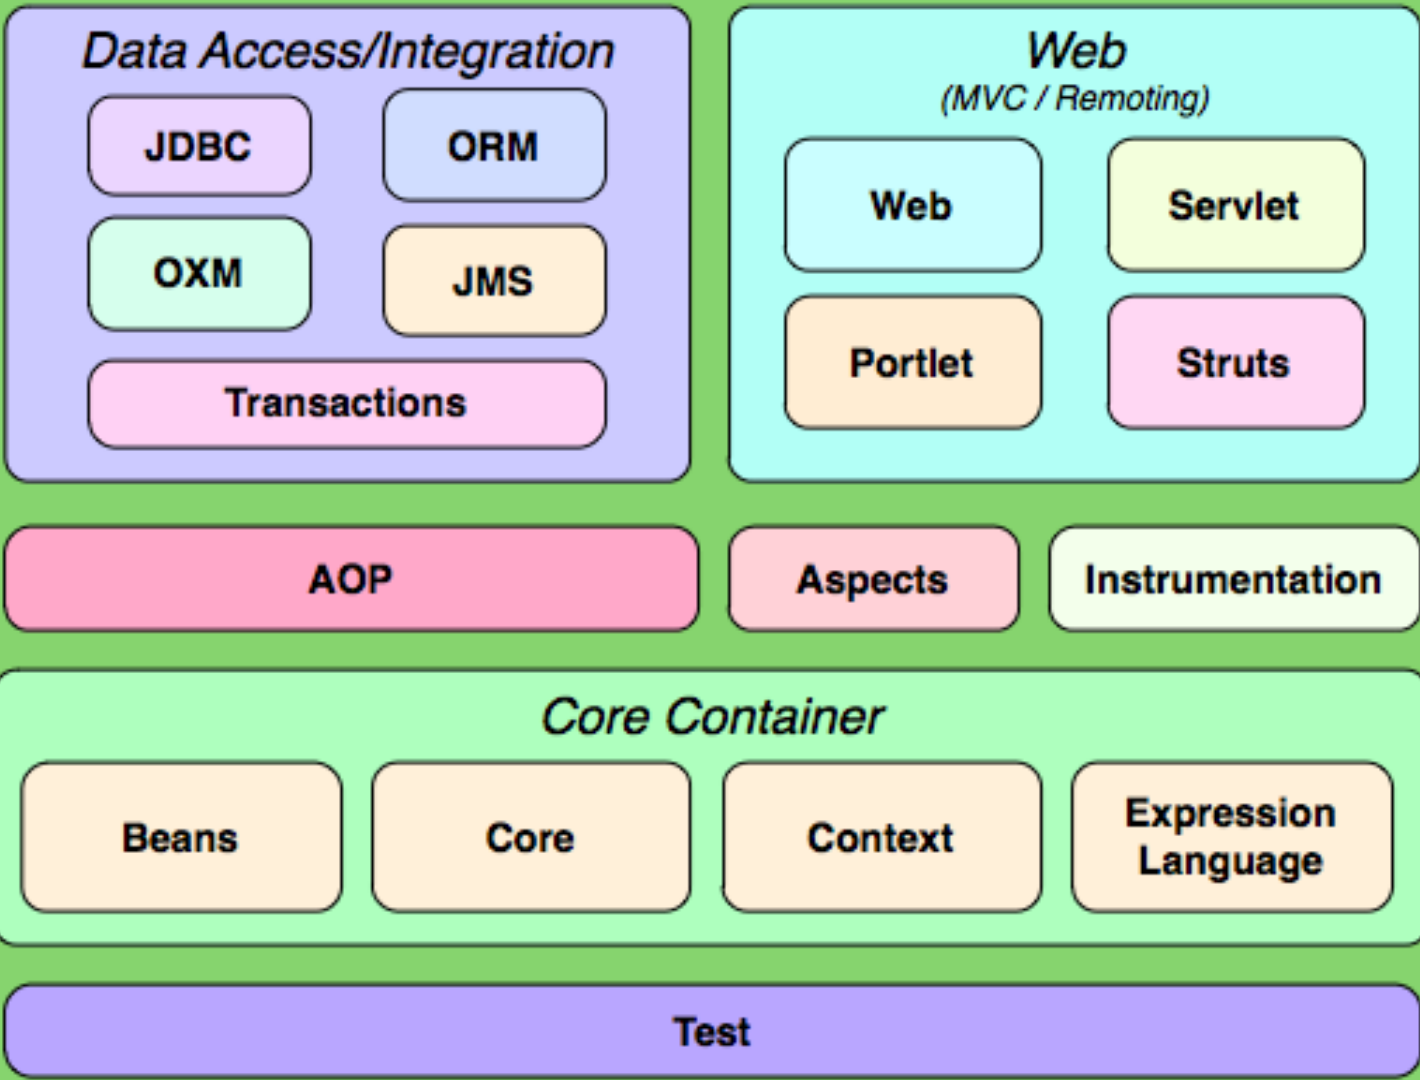 Data Access/Integration
JDBC
ORM
OXM
JMS
Transactions
Web
(MVC / Remoting)
Web
Servlet
Portlet
Struts
AOP
Aspects
Instrumentation
Core Container
Beans
Core
Context
Expression
Language
Test